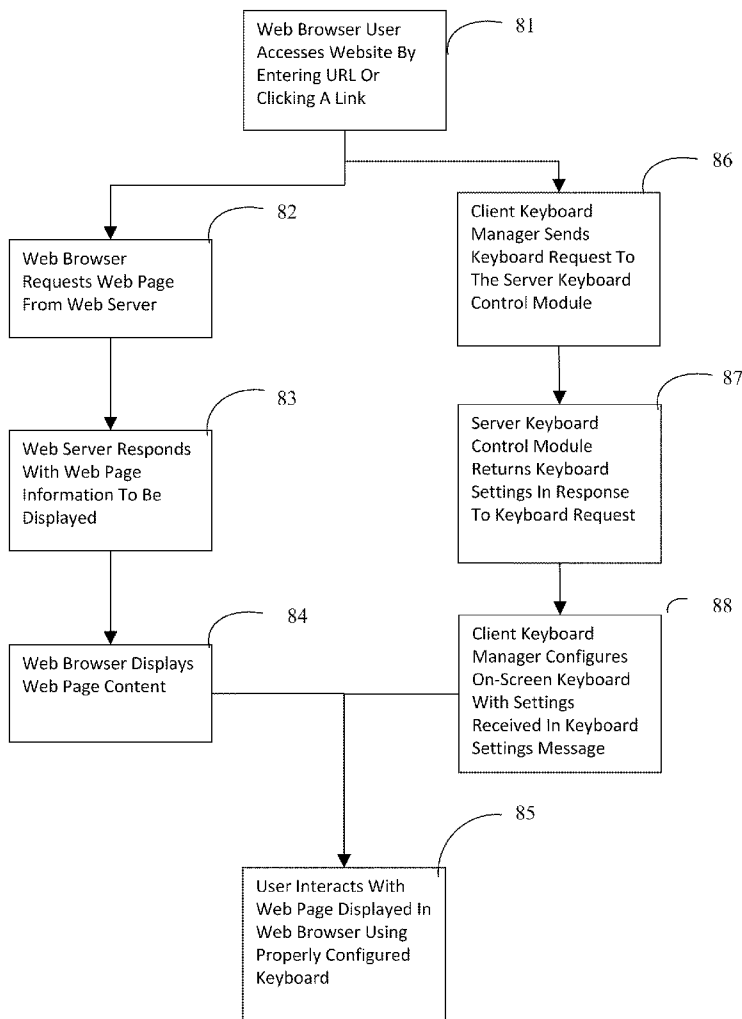 Web Browser User
Accesses Website By
Entering URL Or
Clicking A Link
81
82
Web Browser
Requests Web Page
From Web Server
86
Client Keyboard
Manager Sends
Keyboard Request To
The Server Keyboard
Control Module
83
Web Server Responds
With Web Page
Information To Be
Displayed
87
Server Keyboard
Control Module
Returns Keyboard
Settings In Response
To Keyboard Request
84
Web Browser Displays
Web Page Content
88
Client Keyboard
Manager Configures
On-Screen Keyboard
With Settings
Received In Keyboard
Settings Message
85
User Interacts With
Web Page Displayed In
Web Browser Using
Properly Configured
Keyboard